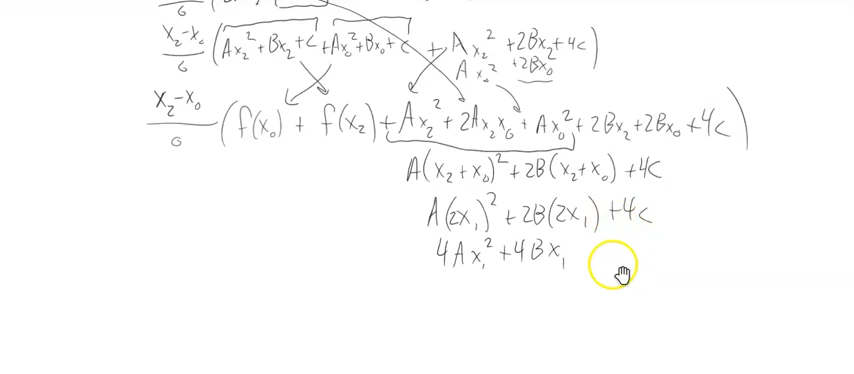 6
x₂-x₀/6 (Ax₂²+Bx₂+C+Ax₀²+Bx₀+C + Ax₂²+2Bx₂+4C)
Ax₀²+2Bx₀
x₂-x₀/6 (f(x₀) + f(x₂)+Ax₂²+2Ax₂x₀+Ax₀²+2Bx₂+2Bx₀+4C)
A(x₂+x₀)²+2B(x₂+x₀)+4C
A(2x₁)²+2B(2x₁)+4C
4Ax₁²+4Bx₁